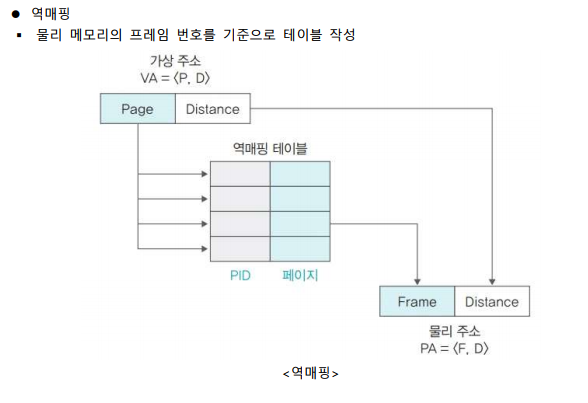 ● 역매핑
▪ 물리 메모리의 프레임 번호를 기준으로 테이블 작성
가상 주소
VA = ⟨P, D⟩
Page Distance
역매핑 테이블
PID 페이지
Frame Distance
물리 주소
PA = ⟨F, D⟩
<역매핑>